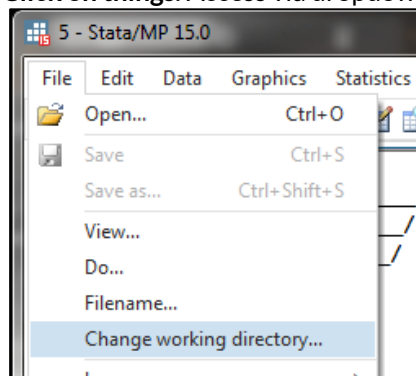 5 - Stata/MP 15.0
File Edit Data Graphics Statistics
Open... Ctrl+O
Save Ctrl+S
Save as... Ctrl+Shift+S
View...
Do...
Filename...
Change working directory...